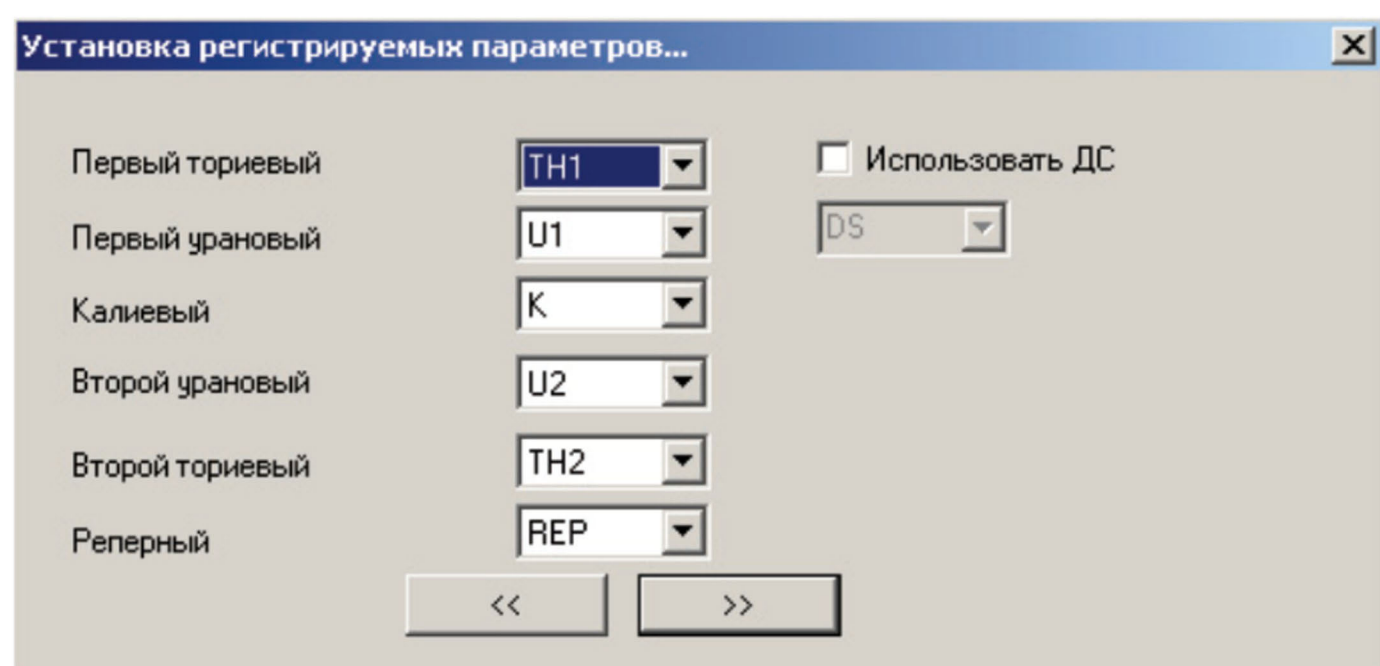 Установка регистрируемых параметров...
Первый ториевый TH1 Использовать ДС
Первый урановый U1 DS
Калиевый K
Второй урановый U2
Второй ториевый TH2
Реперный REP
<< >>